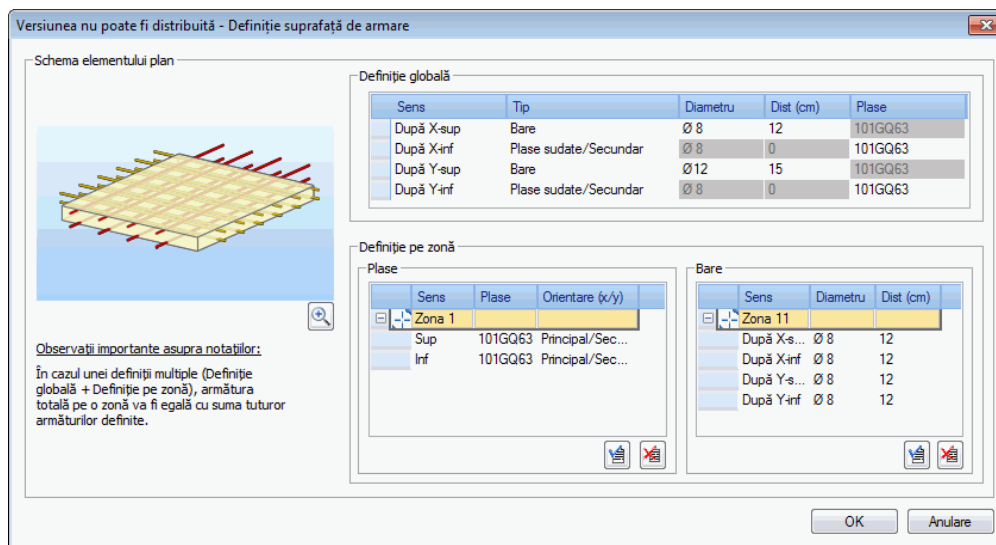 Versiunea nu poate fi distribuită - Definiție suprafață de armare
Schema elementului plan
Observații importante asupra notațiilor:
În cazul unei definiții multiple (Definiție
globală + Definiție pe zonă), armătura
totală pe o zonă va fi egală cu suma tuturor
armăturilor definite.
Definiție globală
Sens Tip Diametru Dist (cm) Plase
După X-sup Bare Ø 8 12 101GQ63
După X-inf Plase sudate/Secundar Ø 8 0 101GQ63
După Y-sup Bare Ø12 15 101GQ63
După Y-inf Plase sudate/Secundar Ø 8 0 101GQ63
Definiție pe zonă
Plase
Sens Plase Orientare (x/y)
Zona 1
Sup 101GQ63 Principal/Sec...
Inf 101GQ63 Principal/Sec...
Bare
Sens Diametru Dist (cm)
Zona 11
După X-s... Ø 8 12
După X-inf Ø 8 12
După Y-s... Ø 8 12
După Y-inf Ø 8 12
OK Anulare